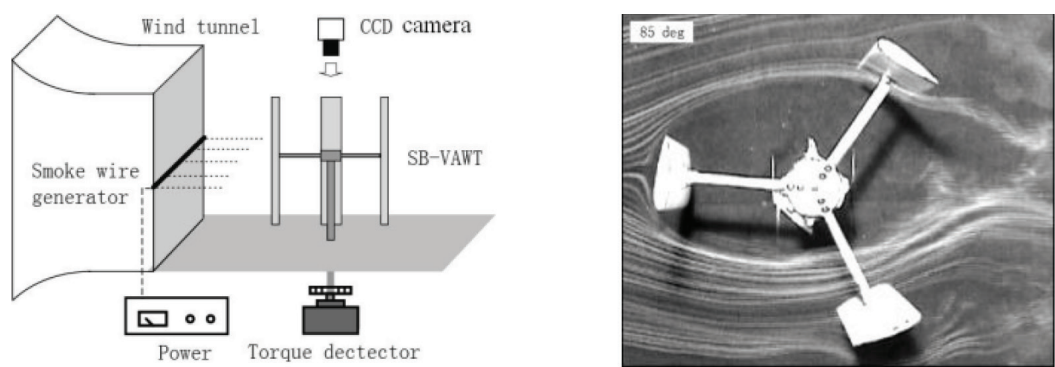 Wind tunnel
CCD camera
Smoke wire
generator
SB-VAWT
Power
Torque dectector
85 deg